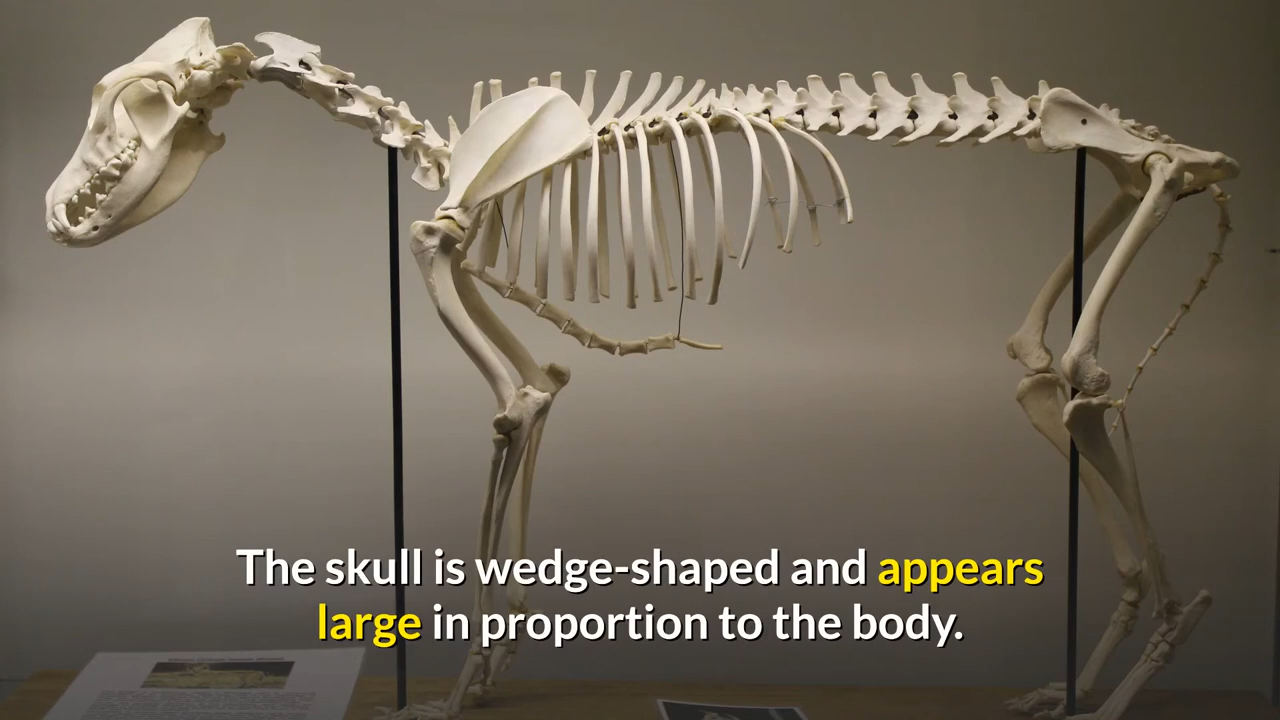 The skull is wedge-shaped and appears
large in proportion to the body.